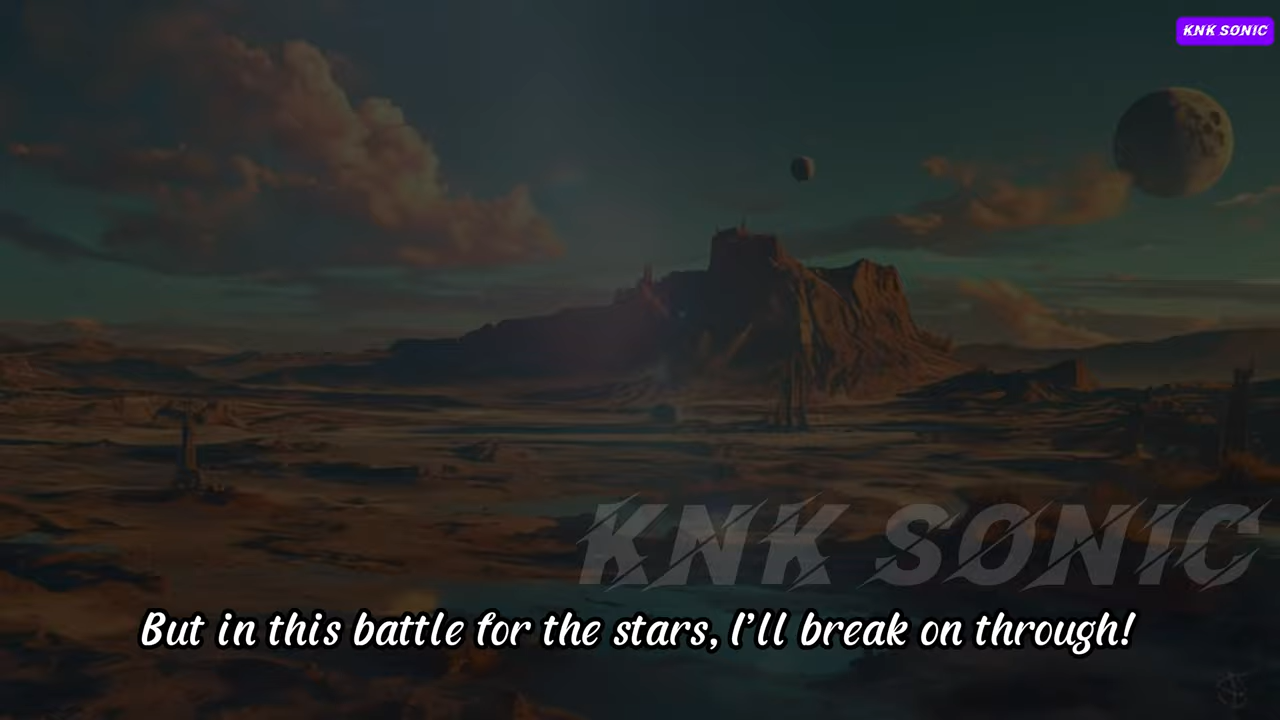 KNK SONIC
KNK SONIC
But in this battle for the stars, I'll break on through!